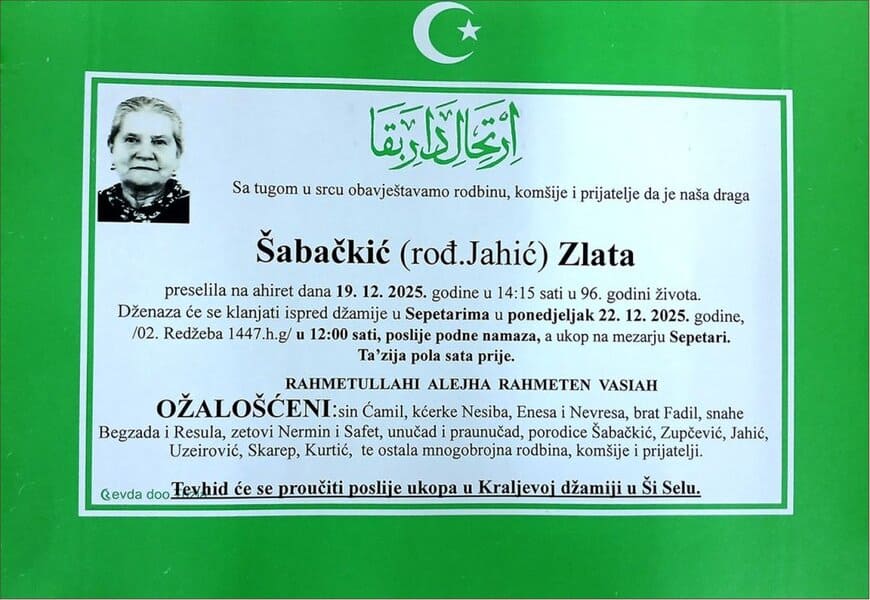 اِرْتِحَالِ دَارِ بَقَا
Sa tugom u srcu obavještavamo rodbinu, komšije i prijatelje da je naša draga
Šabačkić (rođ.Jahić) Zlata
preselila na ahiret dana 19. 12. 2025. godine u 14:15 sati u 96. godini života.
Dženaza će se klanjati ispred džamije u Sepetarima u ponedjeljak 22. 12. 2025. godine,
/02. Redžeba 1447.h.g/ u 12:00 sati, poslije podne namaza, a ukop na mezarju Sepetari.
Ta’zija pola sata prije.
RAHMETULLAHI ALEJHA RAHMETEN VASIAH
OŽALOŠĆENI:sin Ćamil, kćerke Nesiba, Enesa i Nevresa, brat Fadil, snahe
Begzada i Resula, zetovi Nermin i Safet, unučad i praunučad, porodice Šabačkić, Zupčević, Jahić,
Uzeirović, Skarep, Kurtić, te ostala mnogobrojna rodbina, komšije i prijatelji.
evda doo
Tevhid će se proučiti poslije ukopa u Kraljevoj džamiji u Ši Selu.